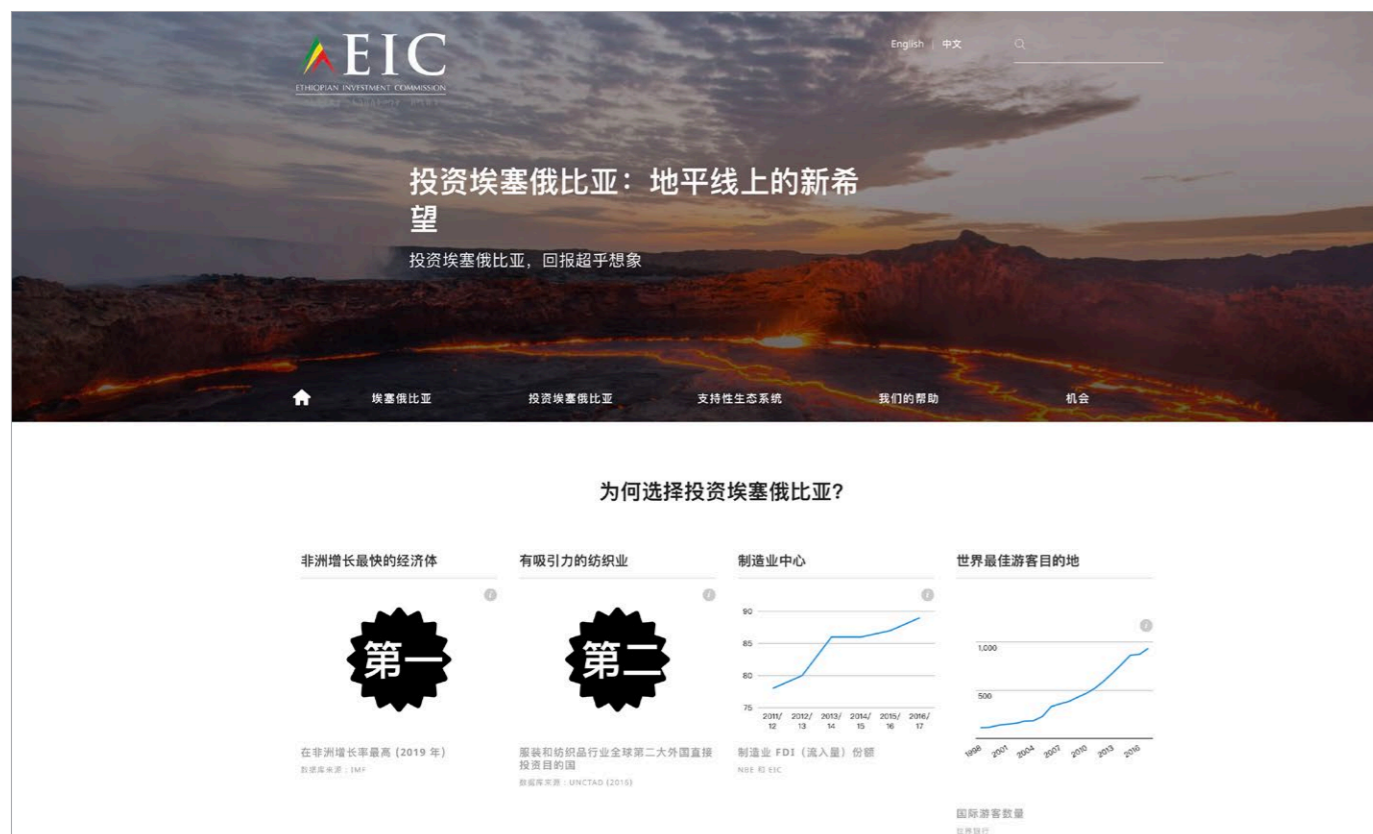 EIC
ETHIOPIAN INVESTMENT COMMISSION
English | 中文
投资埃塞俄比亚：地平线上的新希
望
投资埃塞俄比亚，回报超乎想象
埃塞俄比亚
投资埃塞俄比亚
支持性生态系统
我们的帮助
机会
为何选择投资埃塞俄比亚?
非洲增长最快的经济体
第一
在非洲增长率最高 (2019 年)
数据库来源：IMF
有吸引力的纺织业
第二
服装和纺织品行业全球第二大外国直接
投资目的国
数据库来源：UNCTAD (2016)
制造业中心
90
85
80
75
2011/ 2012/ 2013/ 2014/ 2015/ 2016/
12 13 14 15 16 17
制造业 FDI（流入量）份额
NBE 和 EIC
世界最佳游客目的地
1,000
500
1998 2001 2004 2007 2010 2013 2016
国际游客数量
世界银行